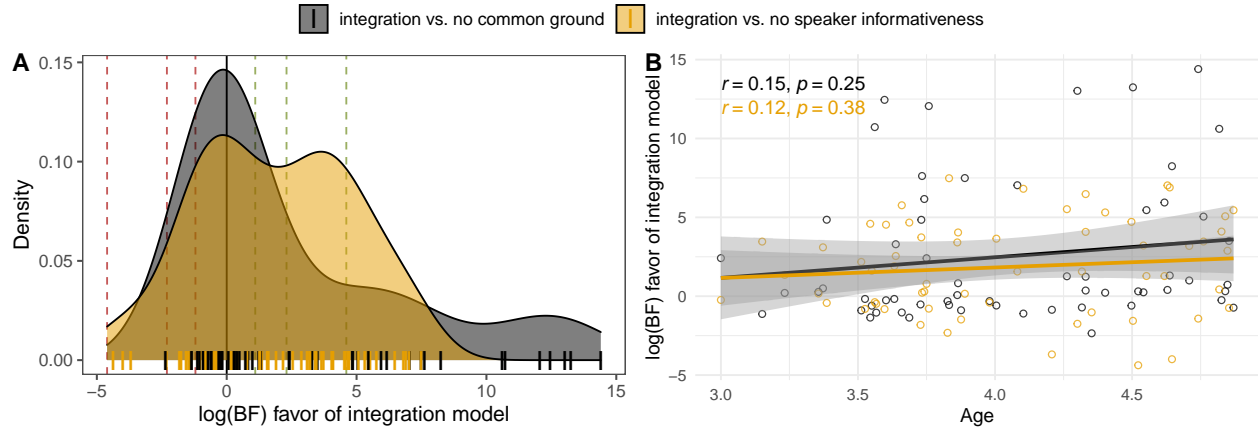 integration vs. no common ground
integration vs. no speaker informativeness
A
Density
0.15
0.10
0.05
0.00
−5
0
5
10
15
log(BF) favor of integration model
B
log(BF) favor of integration model
15
10
5
0
−5
r = 0.15, p = 0.25
r = 0.12, p = 0.38
3.0
3.5
4.0
4.5
Age